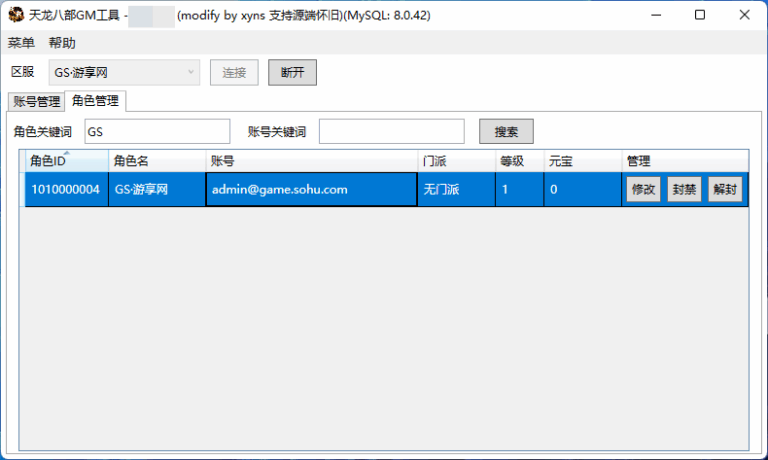 天龙八部GM工具 - (modify by xyns 支持源端怀旧)(MySQL: 8.0.42)
菜单 帮助
区服 GS·游享网 连接 断开
账号管理 角色管理
角色关键词 GS 账号关键词 搜索
角色ID 角色名 账号 门派 等级 元宝 管理
1010000004 GS·游享网 admin@game.sohu.com 无门派 1 0 修改 封禁 解封